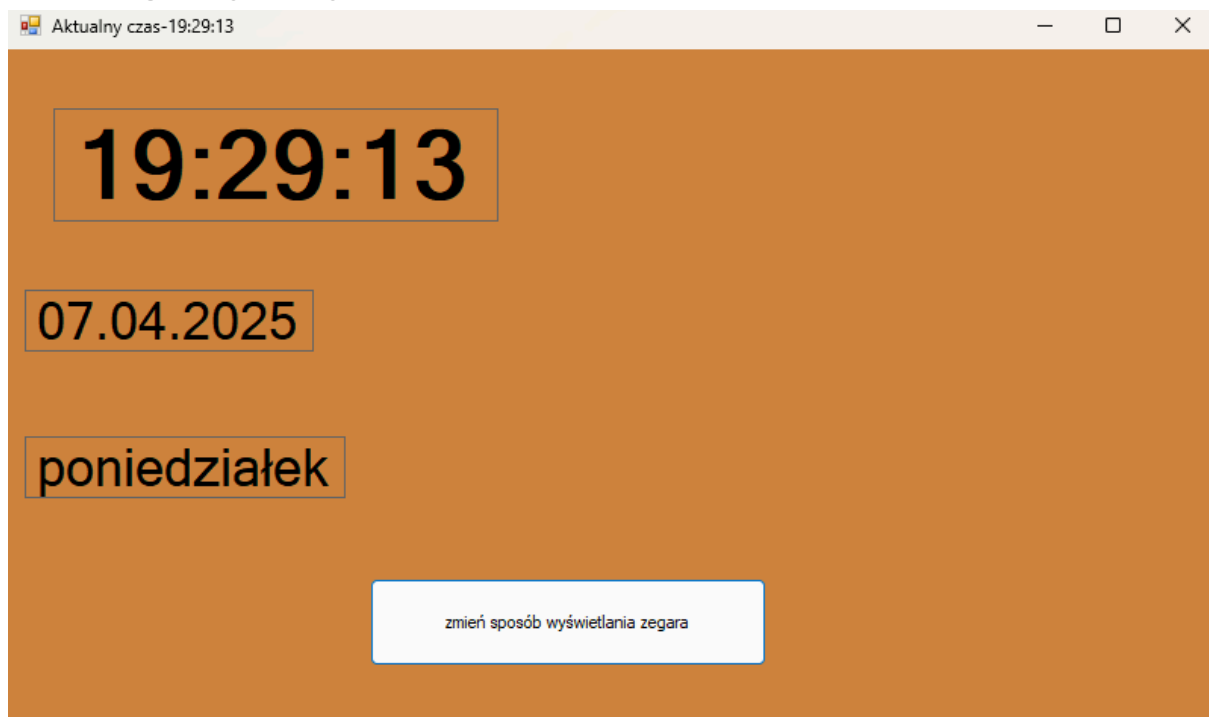 Aktualny czas-19:29:13
19:29:13
07.04.2025
poniedziałek
zmień sposób wyświetlania zegara